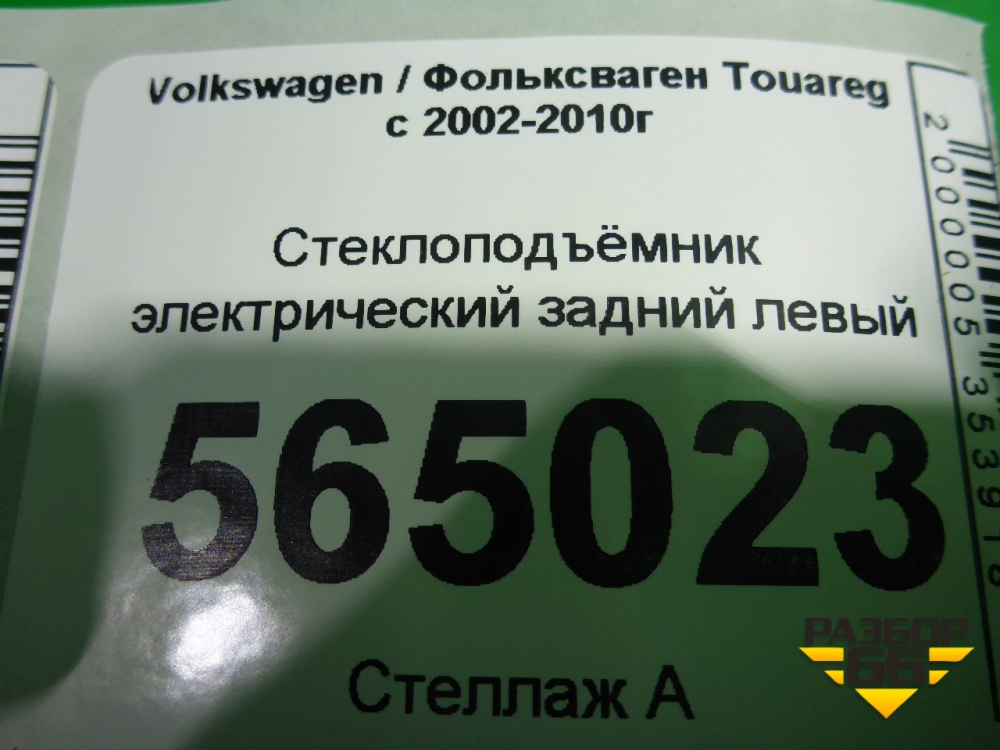 Volkswagen / Фольксваген Touareg
с 2002-2010г
Стеклоподъёмник
электрический задний левый
565023
Стеллаж А
2000005353918
РАЗБОР
66